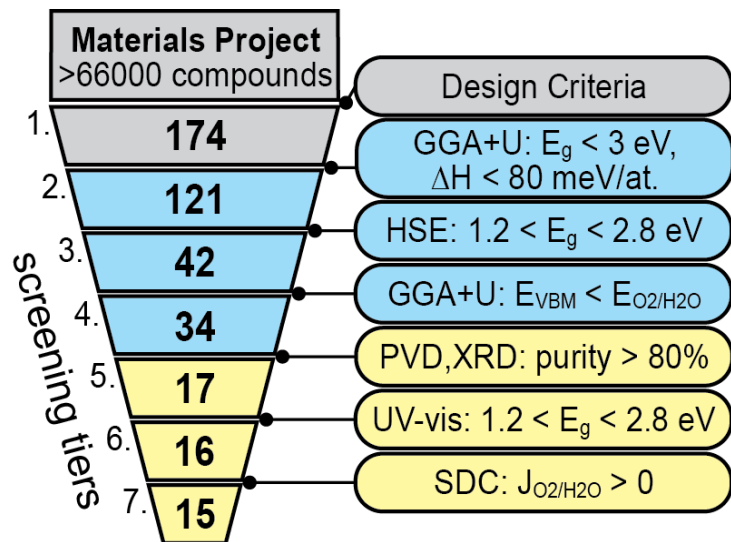 Materials Project
>66000 compounds
Design Criteria
1. 174
GGA+U: Eg < 3 eV,
ΔH < 80 meV/at.
2. 121
HSE: 1.2 < Eg < 2.8 eV
3. 42
GGA+U: EVBM < EO2/H2O
4. 34
PVD,XRD: purity > 80%
5. 17
UV-vis: 1.2 < Eg < 2.8 eV
6. 16
SDC: JO2/H2O > 0
7. 15
screening tiers